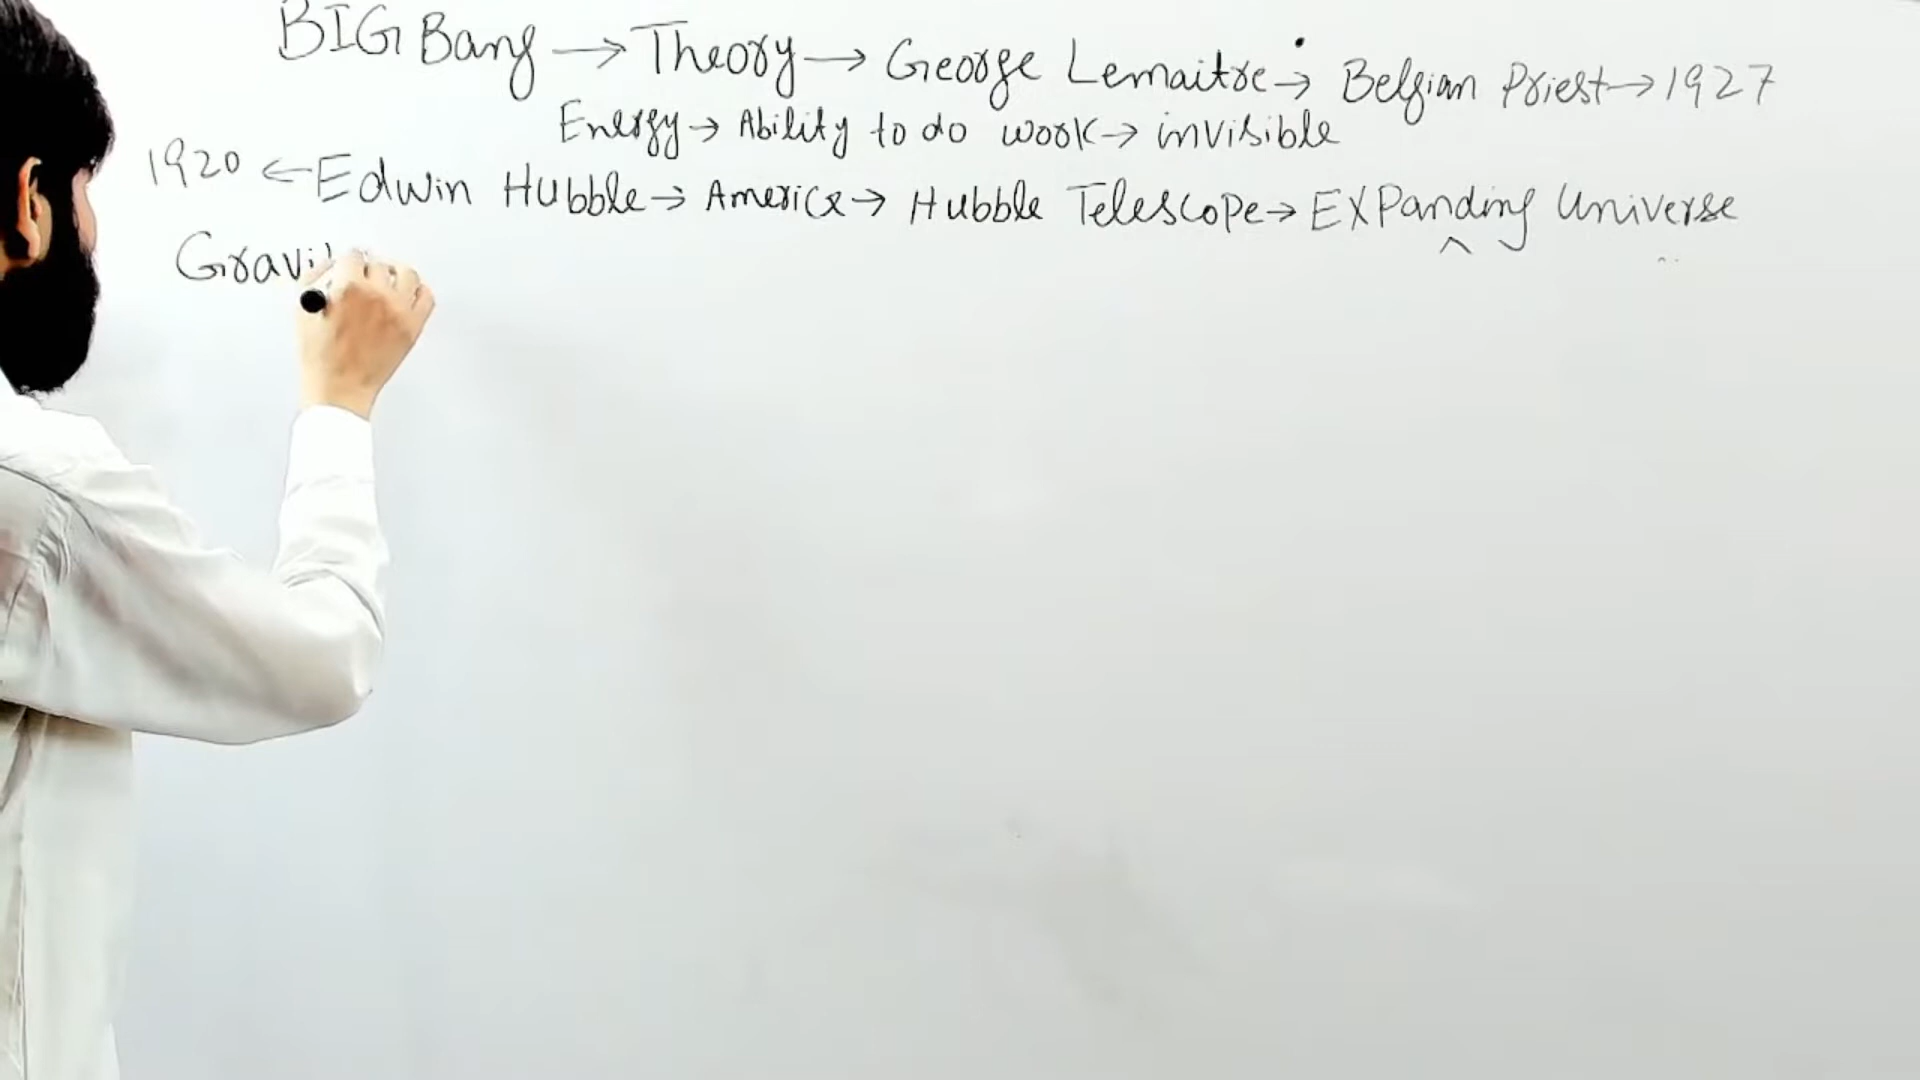 BIG Bang → Theory → George Lemaitre → Belgian Priest → 1927
Energy → Ability to do work → invisible
1920 ← Edwin Hubble → America → Hubble Telescope → EXPanding Universe
Gravi